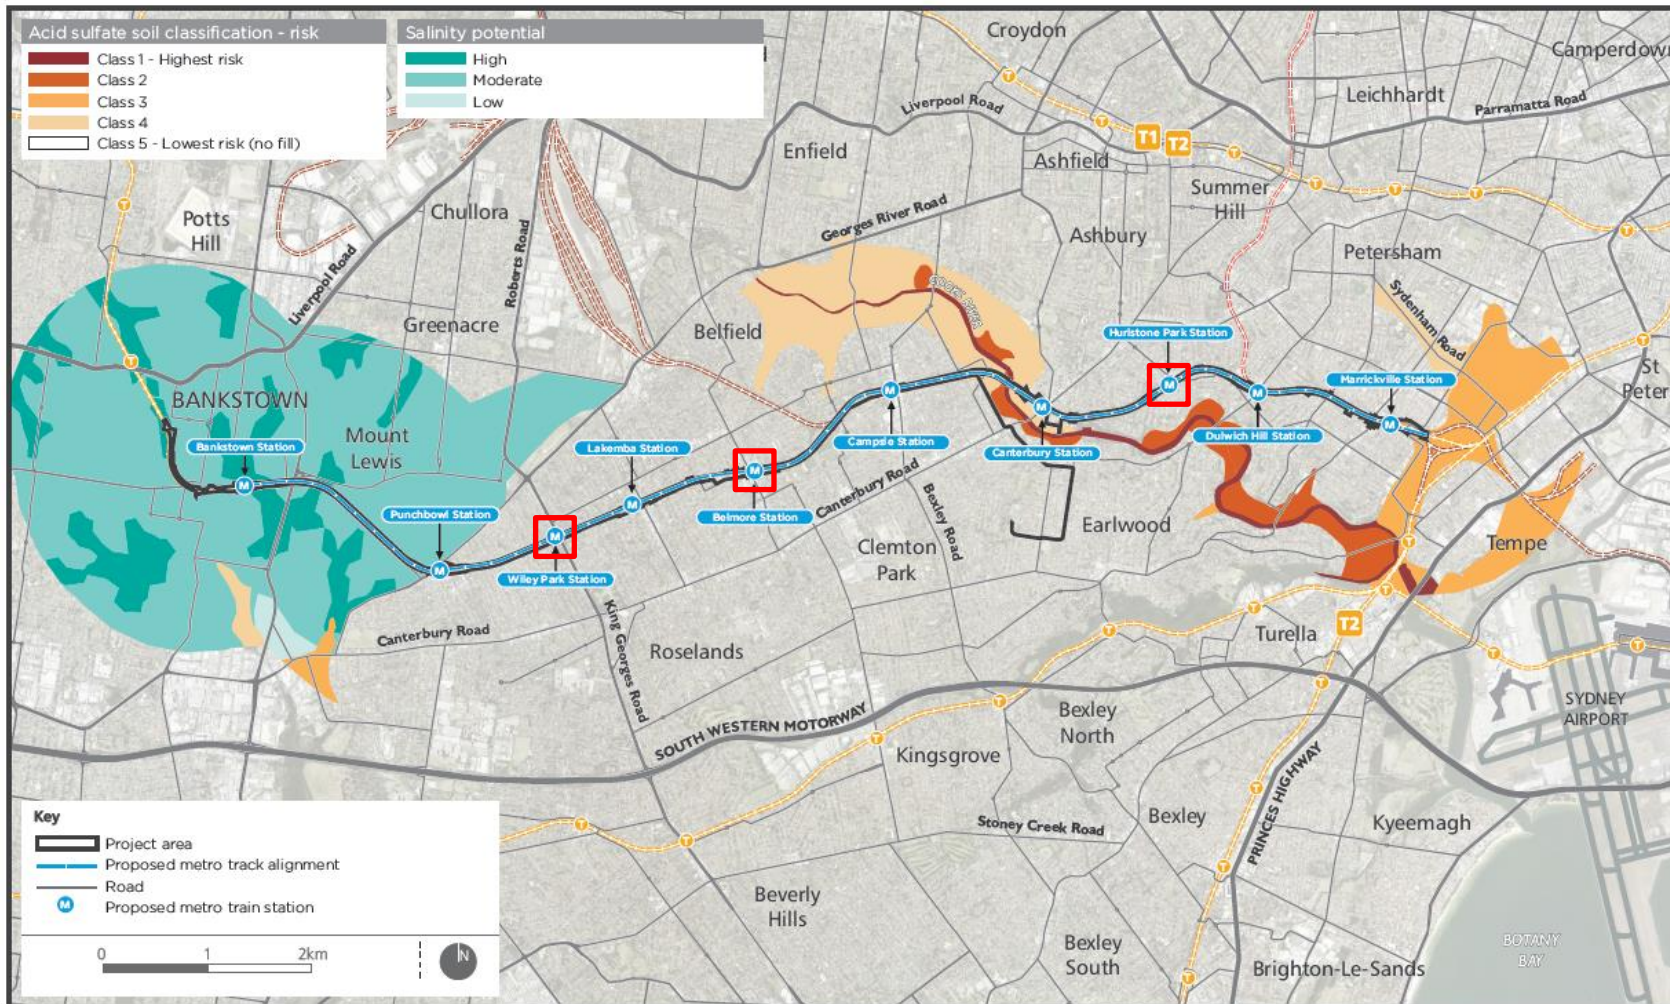 Acid sulfate soil classification - risk
Class 1 - Highest risk
Class 2
Class 3
Class 4
Class 5 - Lowest risk (no fill)
Salinity potential
High
Moderate
Low
Croydon
Camperdown
Leichhardt
Parramatta Road
Liverpool Road
T1
T2
Enfield
Ashfield
Summer
Hill
Potts
Hill
Chullora
Georges River Road
Ashbury
Petersham
Roberts Road
Liverpool Road
Greenacre
Belfield
COOKS RIVER
Sydenham Road
Hurlstone Park Station
St
Peter
BANKSTOWN
Marrickville Station
Mount
Lewis
Bankstown Station
Lakemba Station
Campsie Station
Canterbury Station
Dulwich Hill Station
Punchbowl Station
Belmore Station
Canterbury Road
Bexley Road
Earlwood
Clemton
Park
Tempe
Wiley Park Station
King Georges Road
Canterbury Road
Roselands
T2
Turella
SOUTH WESTERN MOTORWAY
Bexley
North
SYDNEY
AIRPORT
Kingsgrove
PRINCES HIGHWAY
Stoney Creek Road
Bexley
Kyeemagh
Beverly
Hills
Bexley
South
Brighton-Le-Sands
BOTANY
BAY
Key
Project area
Proposed metro track alignment
Road
M
Proposed metro train station
0
1
2km
N